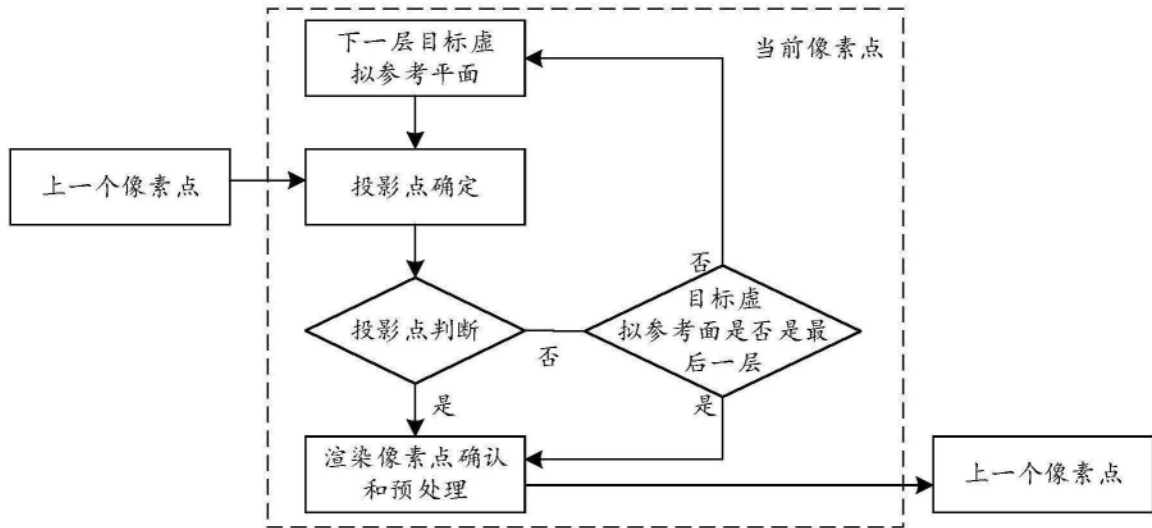 下一层目标虚
拟参考平面
当前像素点
上一个像素点
投影点确定
否
目标虚
投影点判断
拟参考面是否是最
否
后一层
是
是
渲染像素点确认
和预处理
上一个像素点